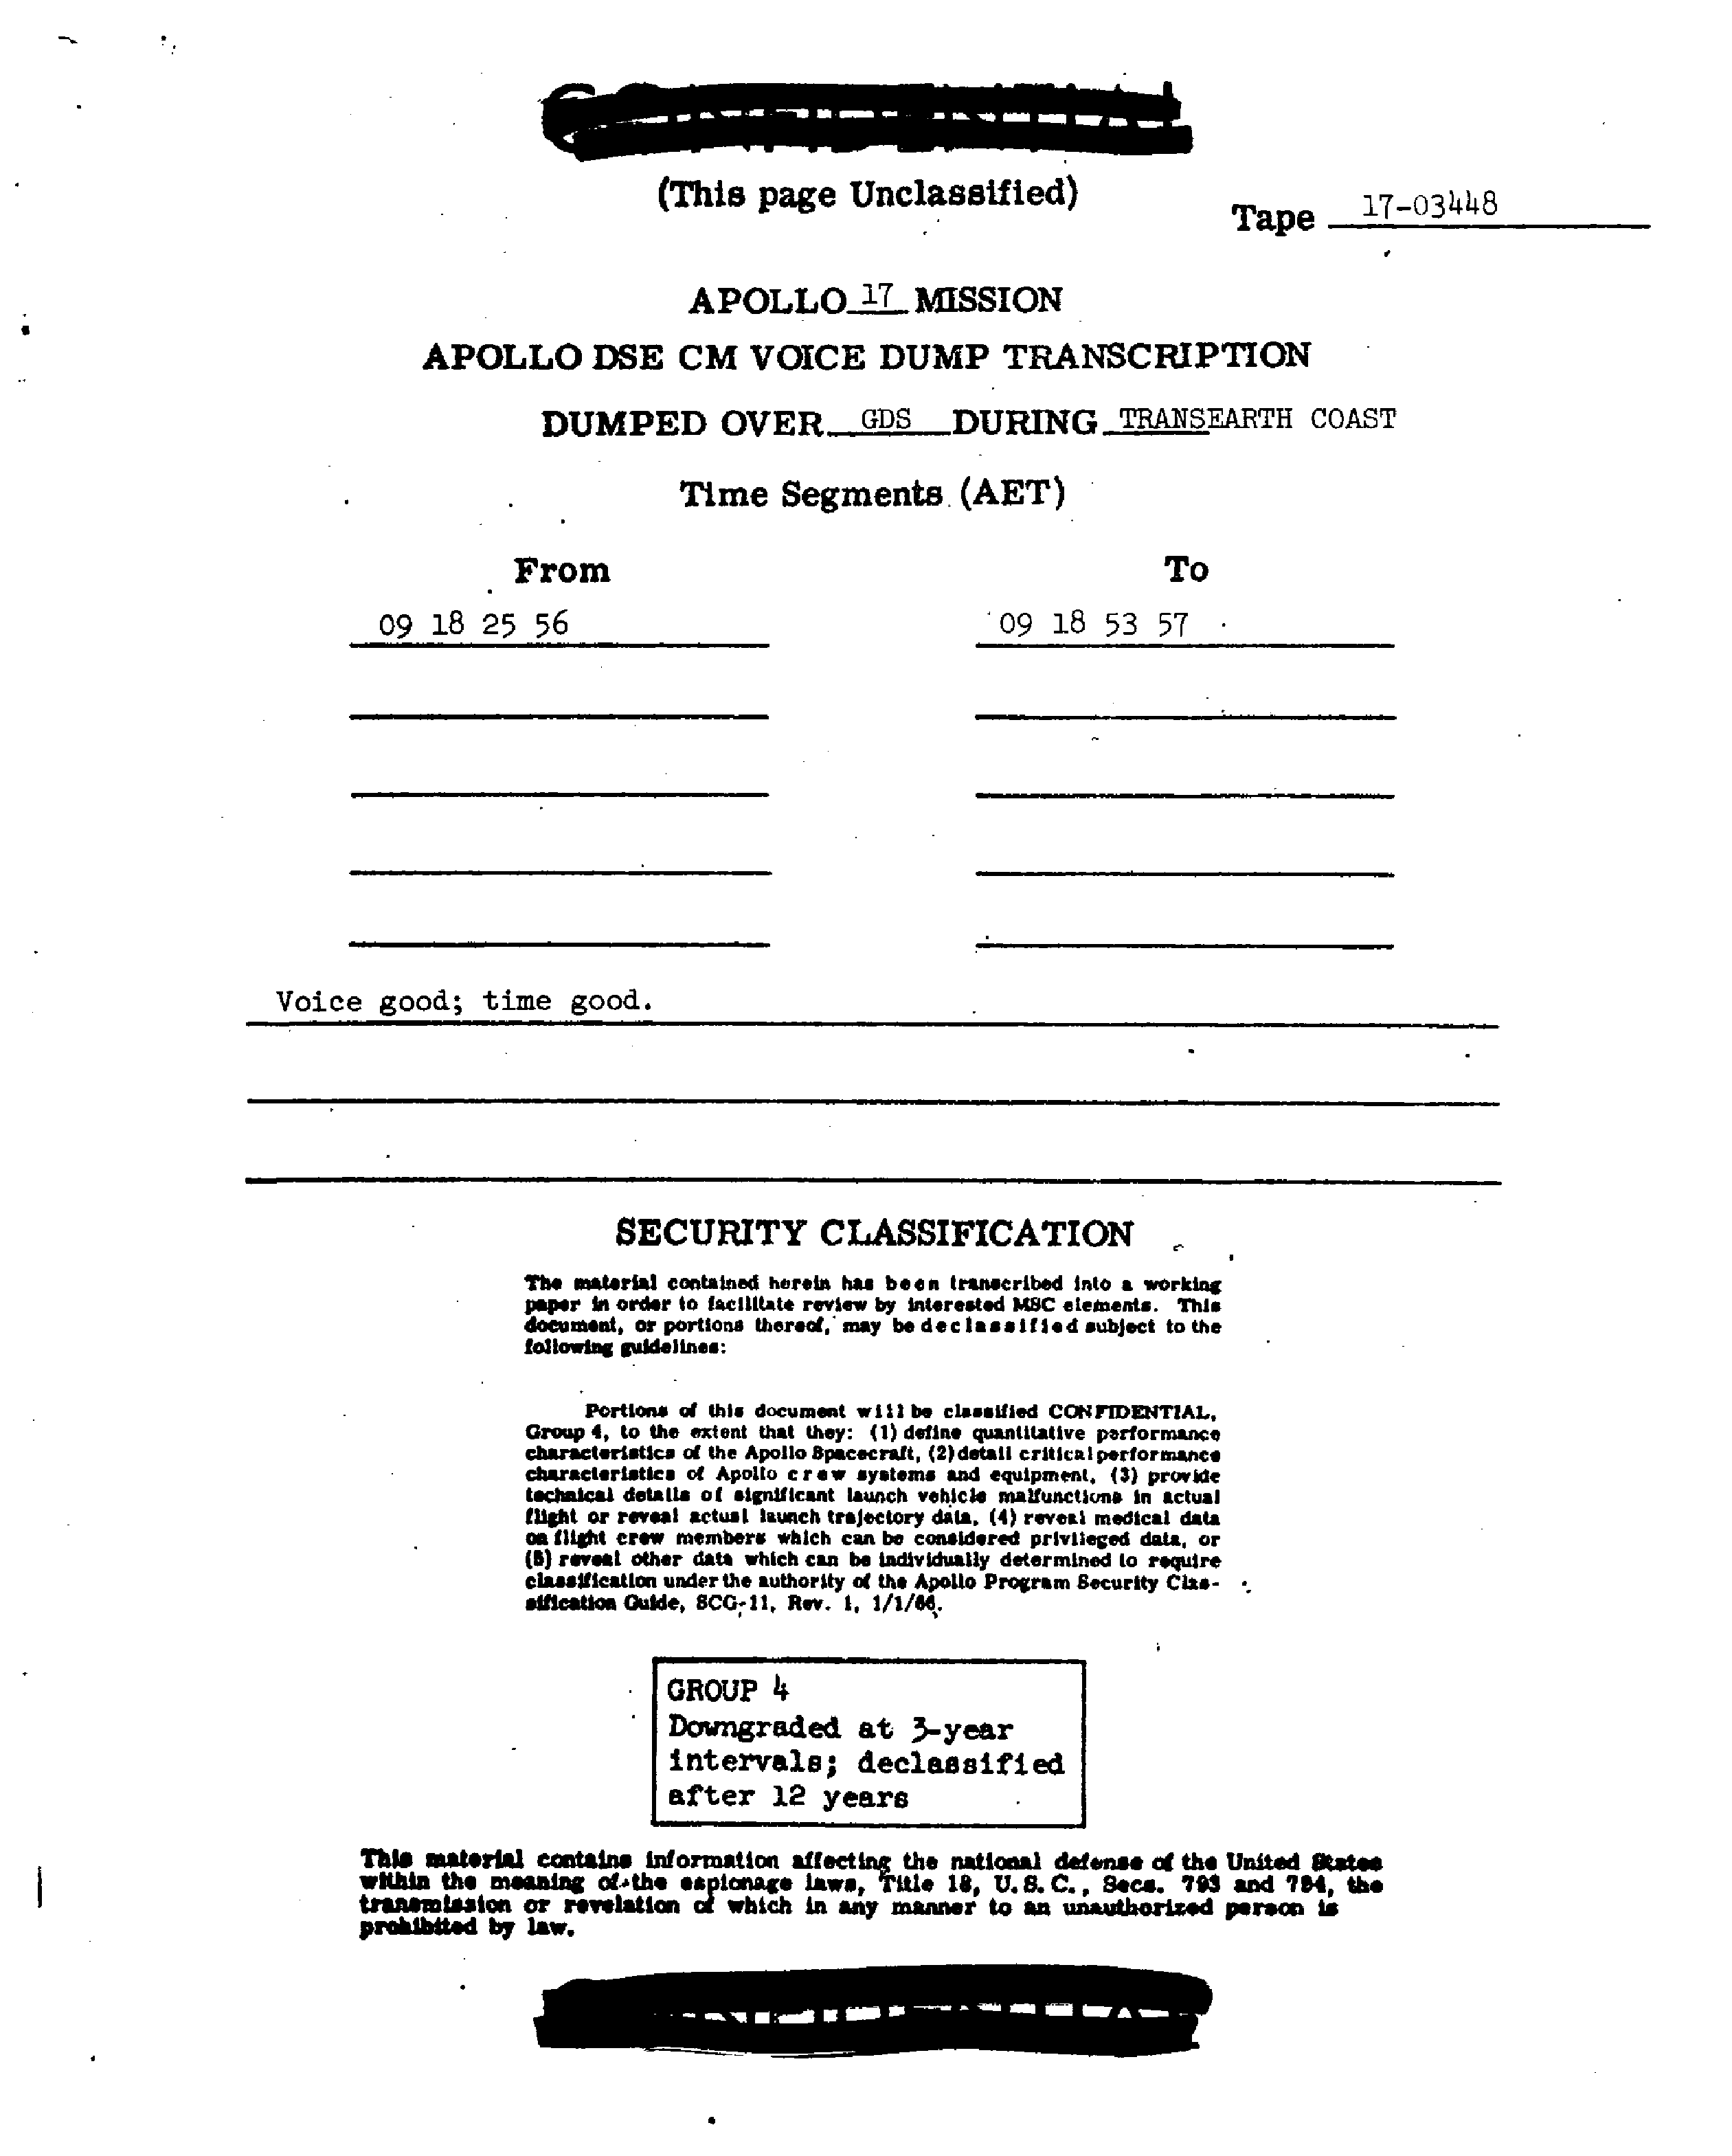 (This page Unclassified)
Tape 17-03448
APOLLO 17 MISSION
APOLLO DSE CM VOICE DUMP TRANSCRIPTION
DUMPED OVER GDS DURING TRANSEARTH COAST
Time Segments (AET)
From To
09 18 25 56 09 18 53 57
Voice good; time good.
SECURITY CLASSIFICATION
The material contained herein has been transcribed into a working
paper in order to facilitate review by interested MSC elements. This
document, or portions thereof, may be declassified subject to the
following guidelines:
Portions of this document will be classified CONFIDENTIAL,
Group 4, to the extent that they: (1) define quantitative performance
characteristics of the Apollo Spacecraft, (2) detail critical performance
characteristics of Apollo crew systems and equipment, (3) provide
technical details of significant launch vehicle malfunctions in actual
flight or reveal actual launch trajectory data, (4) reveal medical data
on flight crew members which can be considered privileged data, or
(5) reveal other data which can be individually determined to require
classification under the authority of the Apollo Program Security Clas-
sification Guide, SCG-11, Rev. 1, 1/1/66.
GROUP 4
Downgraded at 3-year
intervals; declassified
after 12 years
This material contains information affecting the national defense of the United States
within the meaning of the espionage laws, Title 18, U.S.C., Secs. 793 and 794, the
transmission or revelation of which in any manner to an unauthorized person is
prohibited by law.